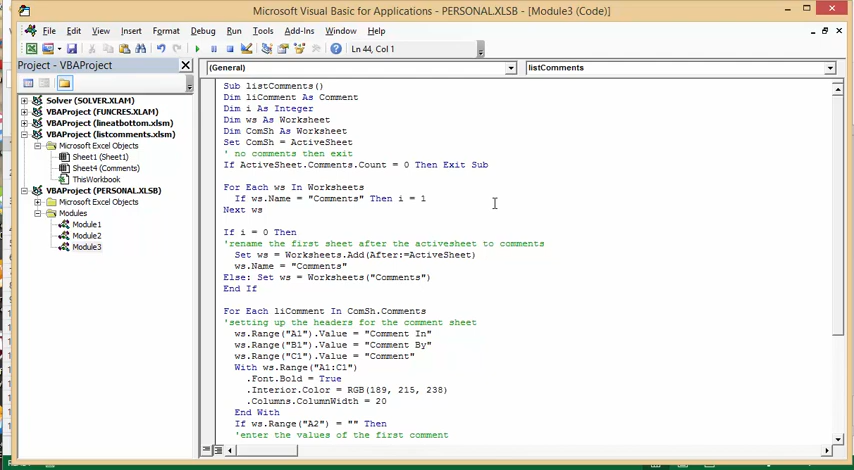 Microsoft Visual Basic for Applications - PERSONAL.XLSB - [Module3 (Code)]
File Edit View Insert Format Debug Run Tools Add-Ins Window Help
Ln 44, Col 1
Project - VBAProject
(General)
listComments
Solver (SOLVER.XLAM)
VBAProject (FUNCRES.XLAM)
VBAProject (lineatbottom.xlsm)
VBAProject (listcomments.xlsm)
Microsoft Excel Objects
Sheet1 (Sheet1)
Sheet4 (Comments)
ThisWorkbook
VBAProject (PERSONAL.XLSB)
Microsoft Excel Objects
Modules
Module1
Module2
Module3
Sub listComments()
Dim liComment As Comment
Dim i As Integer
Dim ws As Worksheet
Dim ComSh As Worksheet
Set ComSh = ActiveSheet
' no comments then exit
If ActiveSheet.Comments.Count = 0 Then Exit Sub
For Each ws In Worksheets
If ws.Name = "Comments" Then i = 1
Next ws
If i = 0 Then
'rename the first sheet after the activesheet to comments
Set ws = Worksheets.Add(After:=ActiveSheet)
ws.Name = "Comments"
Else: Set ws = Worksheets("Comments")
End If
For Each liComment In ComSh.Comments
'setting up the headers for the comment sheet
ws.Range("A1").Value = "Comment In"
ws.Range("B1").Value = "Comment By"
ws.Range("C1").Value = "Comment"
With ws.Range("A1:C1")
.Font.Bold = True
.Interior.Color = RGB(189, 215, 238)
.Columns.ColumnWidth = 20
End With
If ws.Range("A2") = "" Then
'enter the values of the first comment